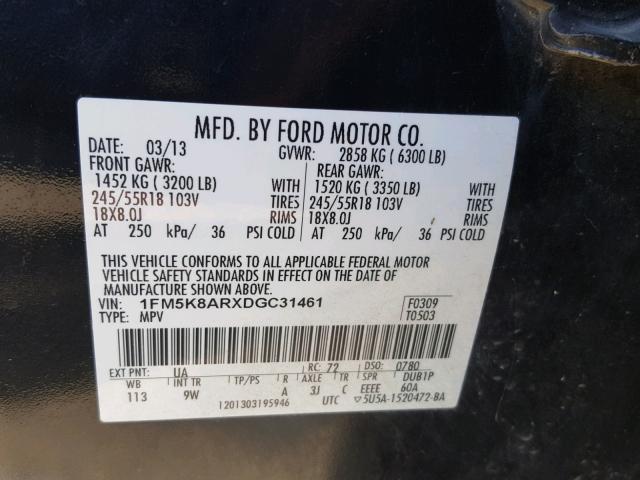 MFD. BY FORD MOTOR CO.
DATE: 03/13 GVWR: 2858 KG ( 6300 LB)
FRONT GAWR: REAR GAWR:
1452 KG ( 3200 LB) WITH 1520 KG ( 3350 LB) WITH
245/55R18 103V TIRES 245/55R18 103V TIRES
18X8.0J RIMS 18X8.0J RIMS
AT 250 kPa/ 36 PSI COLD AT 250 kPa/ 36 PSI COLD
THIS VEHICLE CONFORMS TO ALL APPLICABLE FEDERAL MOTOR
VEHICLE SAFETY STANDARDS IN EFFECT ON THE DATE OF
MANUFACTURE SHOWN ABOVE.
VIN: 1FM5K8ARXDGC31461 F0309
TYPE: MPV T0503
EXT PNT: UA RC: 72 DSO: 0780
WB INT TR TP/PS R AXLE TR SPR DUB1P
113 9W A 3J C EEEE 60A
1201303195946 UTC ▽5U5A-1520472-BA